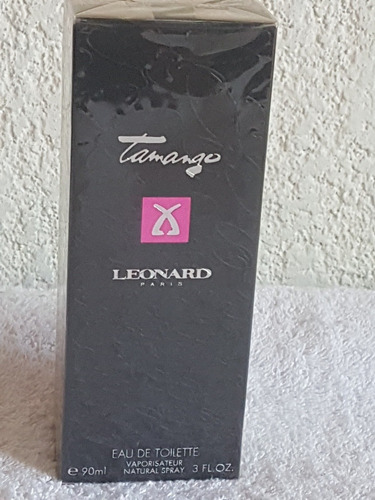 Tamango
LEONARD
PARIS
EAU DE TOILETTE
VAPORISATEUR
℮ 90ml NATURAL SPRAY 3 FL.OZ.